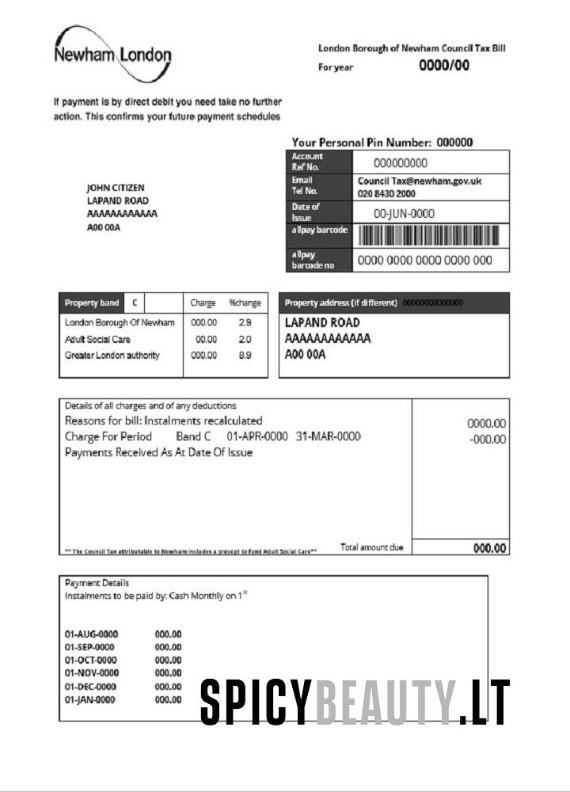 Newham London
London Borough of Newham Council Tax Bill
For year 0000/00
If payment is by direct debit you need take no further
action. This confirms your future payment schedules
Your Personal Pin Number: 000000
Account
Ref No. 000000000
Email Council Tax@newham.gov.uk
Tel No. 020 8430 2000
Date of
Issue 00-JUN-0000
allpay barcode
allpay
barcode no 0000 0000 0000 0000 000
JOHN CITIZEN
LAPAND ROAD
AAAAAAAAAAAA
A00 00A
Property band C Charge %change
London Borough Of Newham 000.00 2.9
Adult Social Care 00.00 2.0
Greater London authority 000.00 8.9
Property address (if different) 00000000000000
LAPAND ROAD
AAAAAAAAAAAA
A00 00A
Details of all charges and of any deductions
Reasons for bill: Instalments recalculated 0000.00
Charge For Period Band C 01-APR-0000 31-MAR-0000 -000.00
Payments Received As At Date Of Issue
** The Council Tax attributable to Newham includes a precept to fund Adult Social Care** Total amount due 000.00
Payment Details
Instalments to be paid by: Cash Monthly on 1st
01-AUG-0000 000.00
01-SEP-0000 000.00
01-OCT-0000 000.00
01-NOV-0000 000.00
01-DEC-0000 000.00
01-JAN-0000 000.00
SPICYBEAUTY.LT